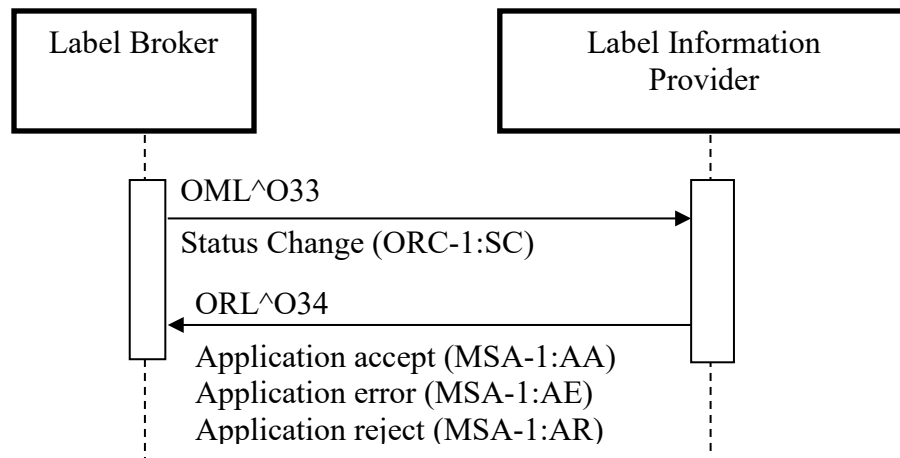 Label Broker
Label Information
Provider
OML^O33
Status Change (ORC-1:SC)
ORL^O34
Application accept (MSA-1:AA)
Application error (MSA-1:AE)
Application reject (MSA-1:AR)